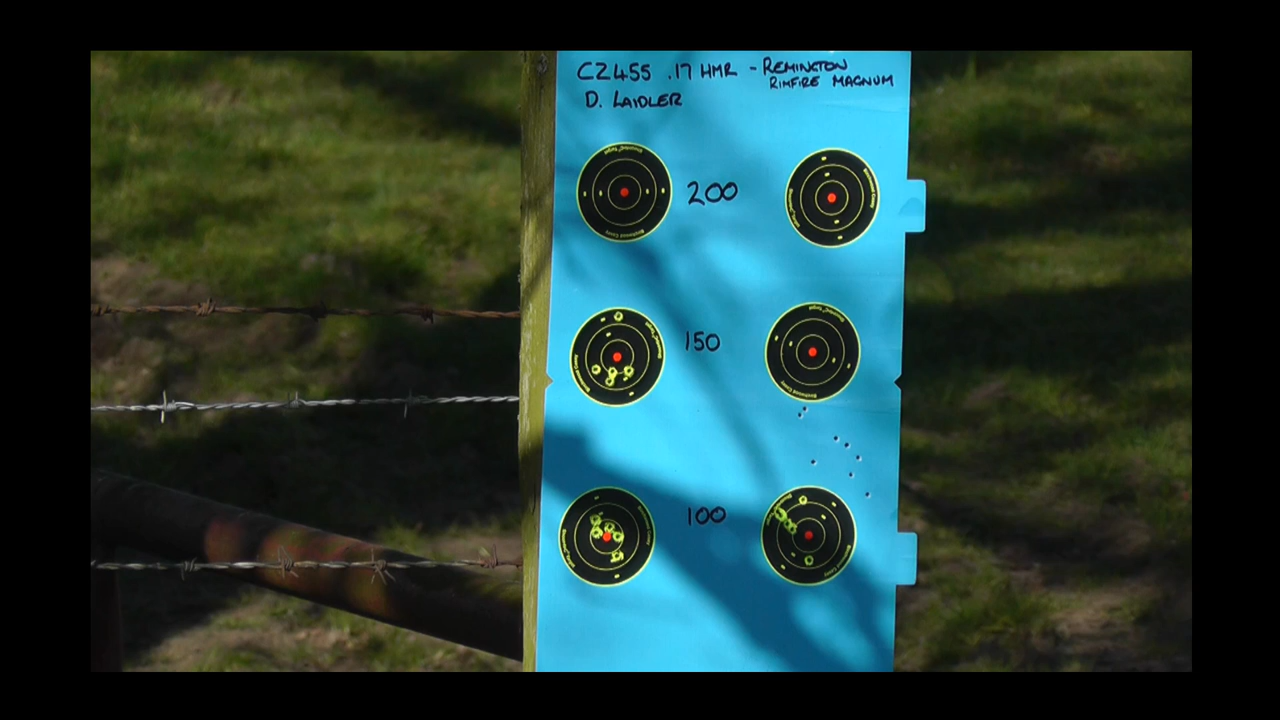 CZ455 .17 HMR - REMINGTON
RIMFIRE MAGNUM
D. LAIDLER
200
150
100